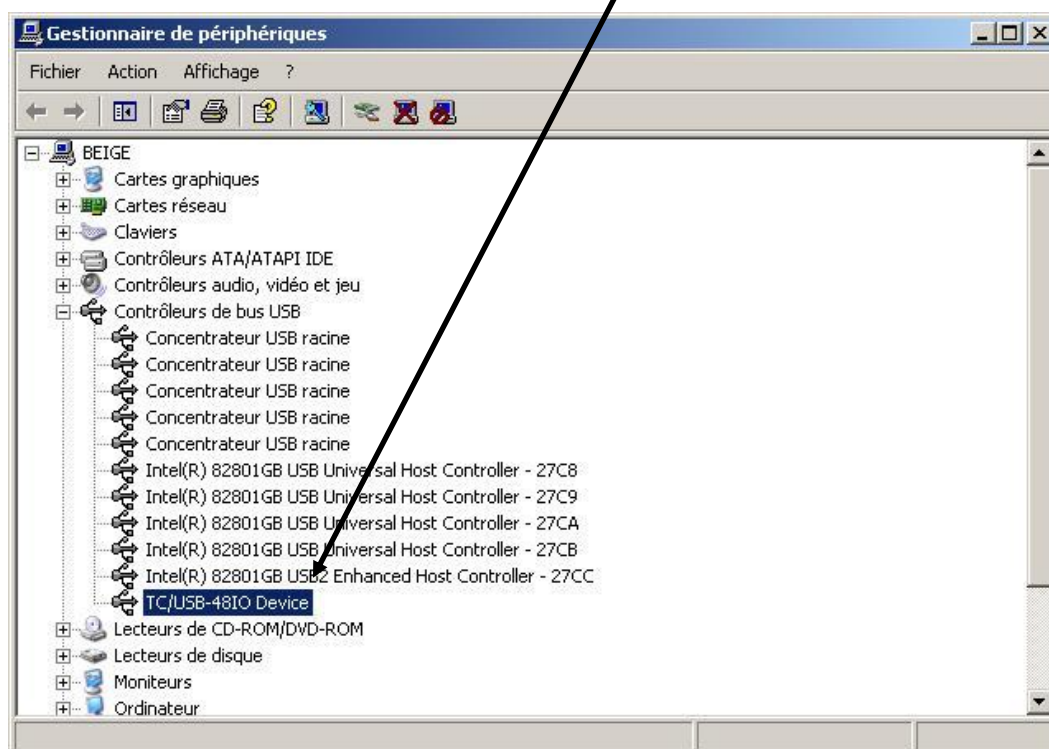 Gestionnaire de périphériques
Fichier Action Affichage ?
BEIGE
Cartes graphiques
Cartes réseau
Claviers
Contrôleurs ATA/ATAPI IDE
Contrôleurs audio, vidéo et jeu
Contrôleurs de bus USB
Concentrateur USB racine
Concentrateur USB racine
Concentrateur USB racine
Concentrateur USB racine
Concentrateur USB racine
Intel(R) 82801GB USB Universal Host Controller - 27C8
Intel(R) 82801GB USB Universal Host Controller - 27C9
Intel(R) 82801GB USB Universal Host Controller - 27CA
Intel(R) 82801GB USB Universal Host Controller - 27CB
Intel(R) 82801GB USB2 Enhanced Host Controller - 27CC
TC/USB-48IO Device
Lecteurs de CD-ROM/DVD-ROM
Lecteurs de disque
Moniteurs
Ordinateur